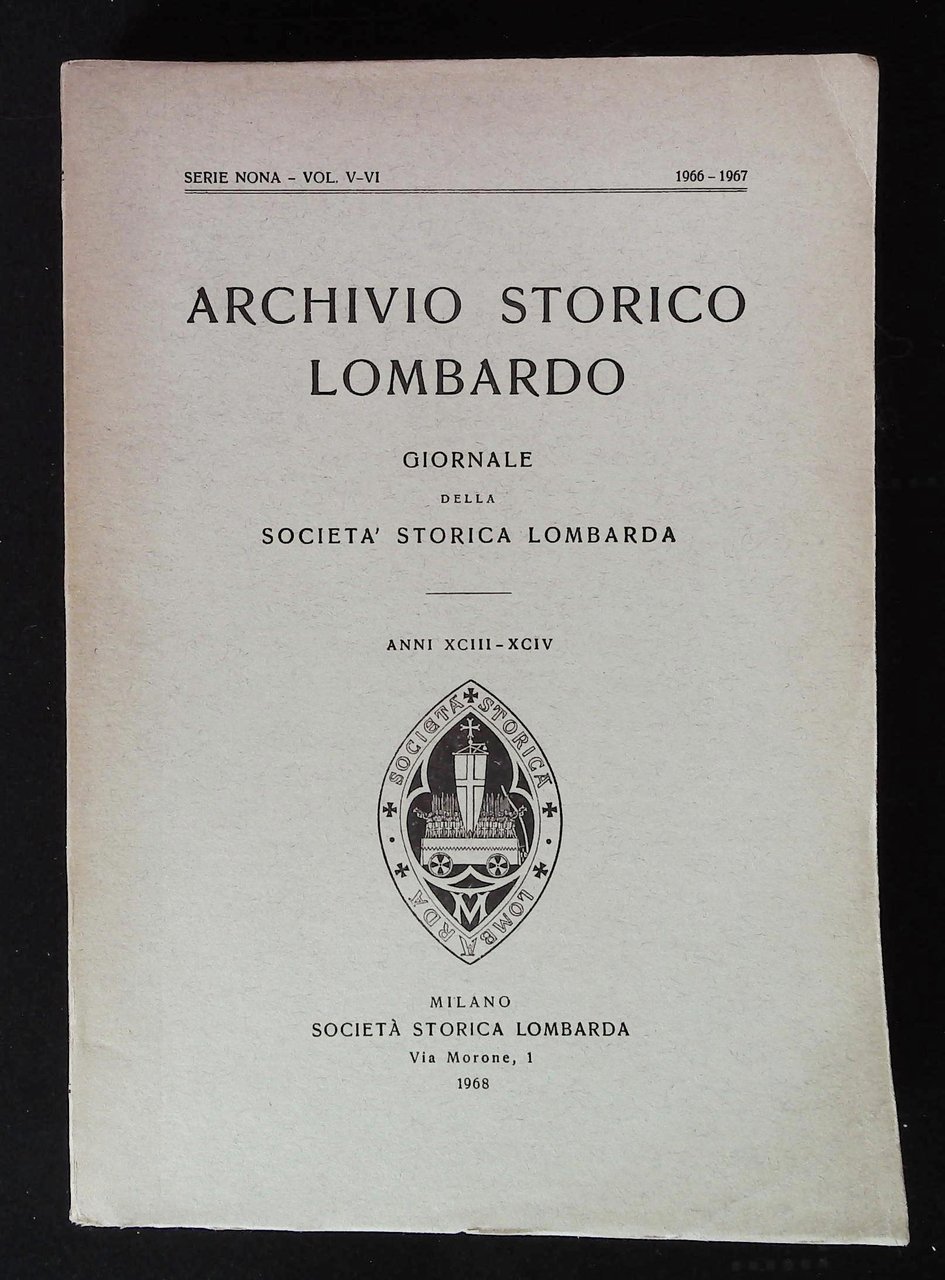 SERIE NONA – VOL. V-VI 1966 – 1967
ARCHIVIO STORICO
LOMBARDO
GIORNALE
DELLA
SOCIETA' STORICA LOMBARDA
ANNI XCIII – XCIV
SOCIETÀ STORICA LOMBARDA
M
MILANO
SOCIETÀ STORICA LOMBARDA
Via Morone, 1
1968